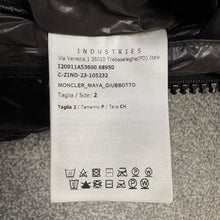 INDUSTRIES
Via Venezia,1 35010 Trebaseleghe(PD) Italy
I20911A53600 68950
C-ZIND-23-105232
MONCLER_MAYA_GIUBBOTTO
Taglia / Size: 2
Taglia 2 / Tamanho P / Talla CH